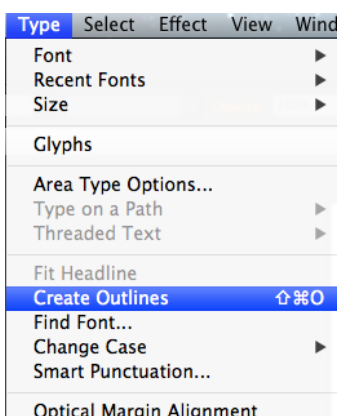 Type Select Effect View Wind
Font ▶
Recent Fonts ▶
Size ▶
Glyphs
Area Type Options...
Type on a Path ▶
Threaded Text ▶
Fit Headline
Create Outlines ⇧⌘O
Find Font...
Change Case ▶
Smart Punctuation...
Optical Margin Alignment